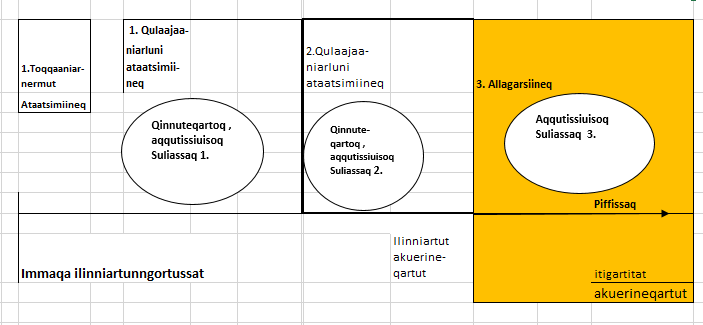 1.Toqqaaniar-
nermut
Ataatsimiineq
1. Qulaajaa-
niarluni
ataatsimii-
neq
Qinnuteqartoq ,
aqqutissiuisoq
Suliassaq 1.
2.Qulaajaa-
niarluni
ataatsimiineq
Qinnute-
qartoq ,
aqqutissiuisoq
Suliassaq 2.
3. Allagarsiineq
Aqqutissiuisoq
Suliassaq 3.
Piffissaq
Immaqa ilinniartunngortussat
Ilinniartut
akuerine-
qartut
itigartitat
akuerineqartut